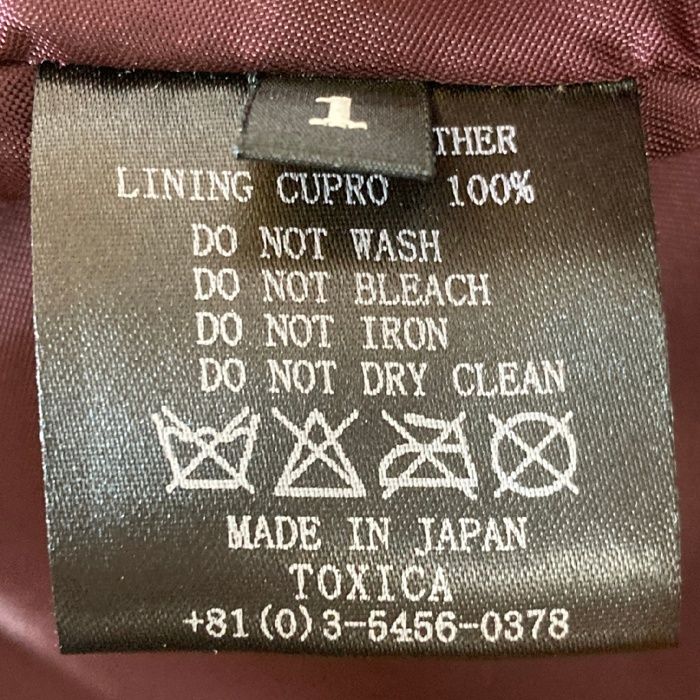 1
THER
LINING CUPRO 100%
DO NOT WASH
DO NOT BLEACH
DO NOT IRON
DO NOT DRY CLEAN
MADE IN JAPAN
TOXICA
+81(0)3-5456-0378